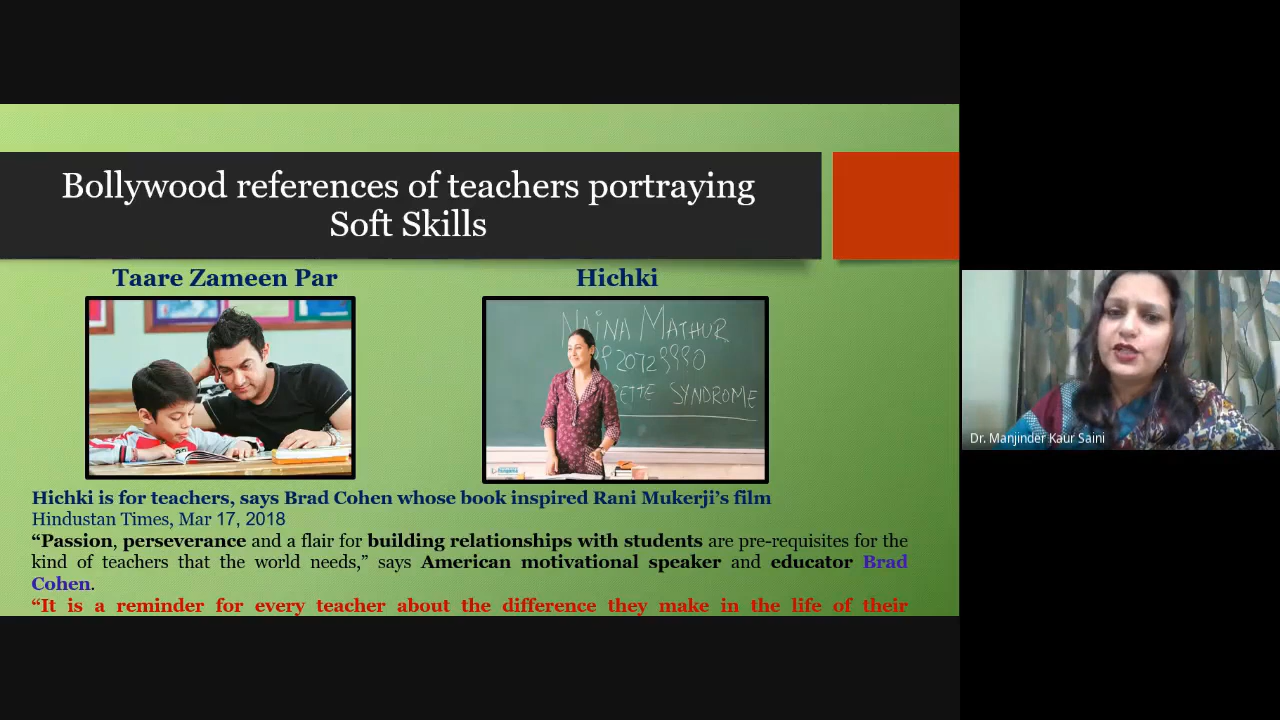 Bollywood references of teachers portraying
Soft Skills
Taare Zameen Par
Hichki
NAINA MATHUR
SYNDROME
Hichki is for teachers, says Brad Cohen whose book inspired Rani Mukerji's film
Hindustan Times, Mar 17, 2018
“Passion, perseverance and a flair for building relationships with students are pre-requisites for the
kind of teachers that the world needs,” says American motivational speaker and educator Brad
Cohen.
“It is a reminder for every teacher about the difference they make in the life of their
Dr. Manjinder Kaur Saini